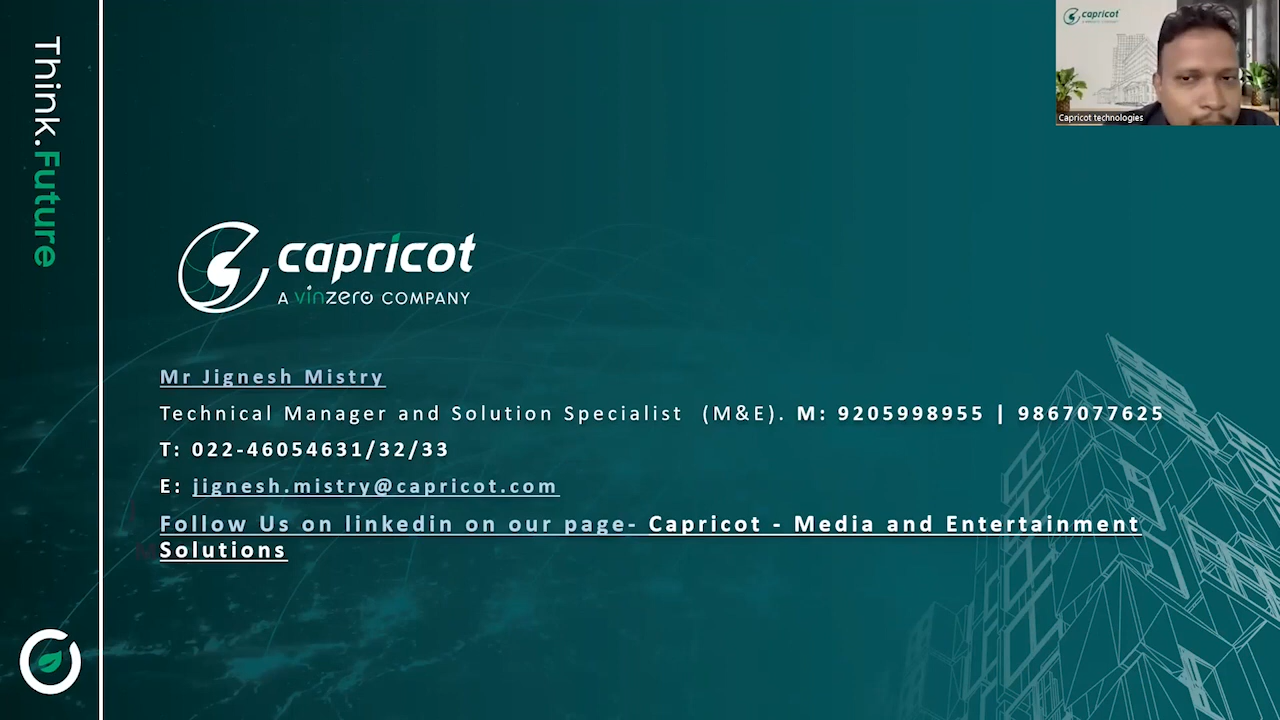 Think.Future
capricot
Capricot technologies
capricot
A vinzero COMPANY
Mr Jignesh Mistry
Technical Manager and Solution Specialist (M&E). M: 9205998955 | 9867077625
T: 022-46054631/32/33
E: jignesh.mistry@capricot.com
Follow Us on linkedin on our page- Capricot - Media and Entertainment
Solutions